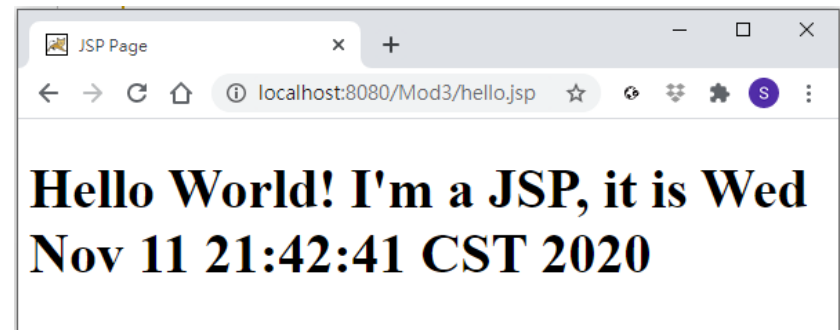 JSP Page
localhost:8080/Mod3/hello.jsp
S
Hello World! I'm a JSP, it is Wed
Nov 11 21:42:41 CST 2020